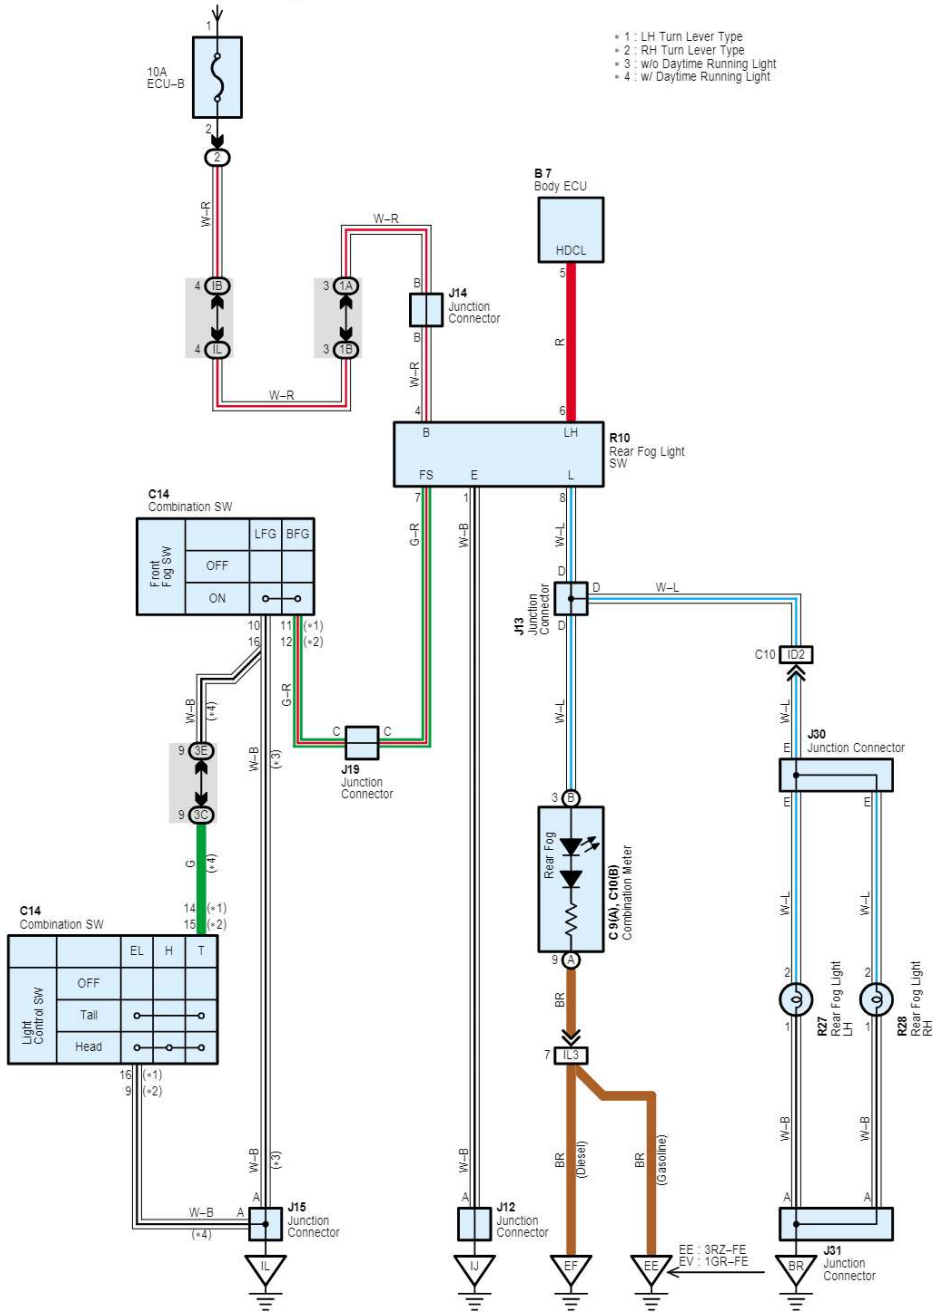 1
* 1 : LH Turn Lever Type
* 2 : RH Turn Lever Type
* 3 : w/o Daytime Running Light
* 4 : w/ Daytime Running Light
10A
ECU–B
2
2
W–R
B 7
Body ECU
HDCL
5
W–R
4 IB
3 1A
B
J14
Junction
Connector
B
4 IL
3 1B
W–R
W–R
R
4
6
B
LH
R10
Rear Fog Light
SW
FS
E
L
7
1
8
G–R
W–B
W–L
C14
Combination SW
Front
Fog SW
LFG
BFG
OFF
ON
10
11 (*1)
16
12 (*2)
D
D
W–L
D
J13
Junction
Connector
C10 ID2
W–B
(*4)
G–R
W–B
(*3)
C
C
J19
Junction
Connector
W–L
W–L
9 3E
9 3C
E
J30
Junction Connector
E
E
3 B
G
(*4)
Rear Fog
C 9(A), C10(B)
Combination Meter
9 A
14 (*1)
15 (*2)
C14
Combination SW
Light
Control SW
EL
H
T
OFF
Tail
Head
16 (*1)
9 (*2)
W–L
W–L
2
2
1
1
R27
Rear Fog Light
LH
R28
Rear Fog Light
RH
BR
7 IL3
W–B
(*3)
W–B
BR
(Diesel)
BR
(Gasoline)
W–B
W–B
W–B
(*4)
A
A
J15
Junction
Connector
A
J12
Junction
Connector
A
A
J31
Junction
Connector
EE : 3RZ–FE
EV : 1GR–FE
IL
IJ
EF
EE
BR